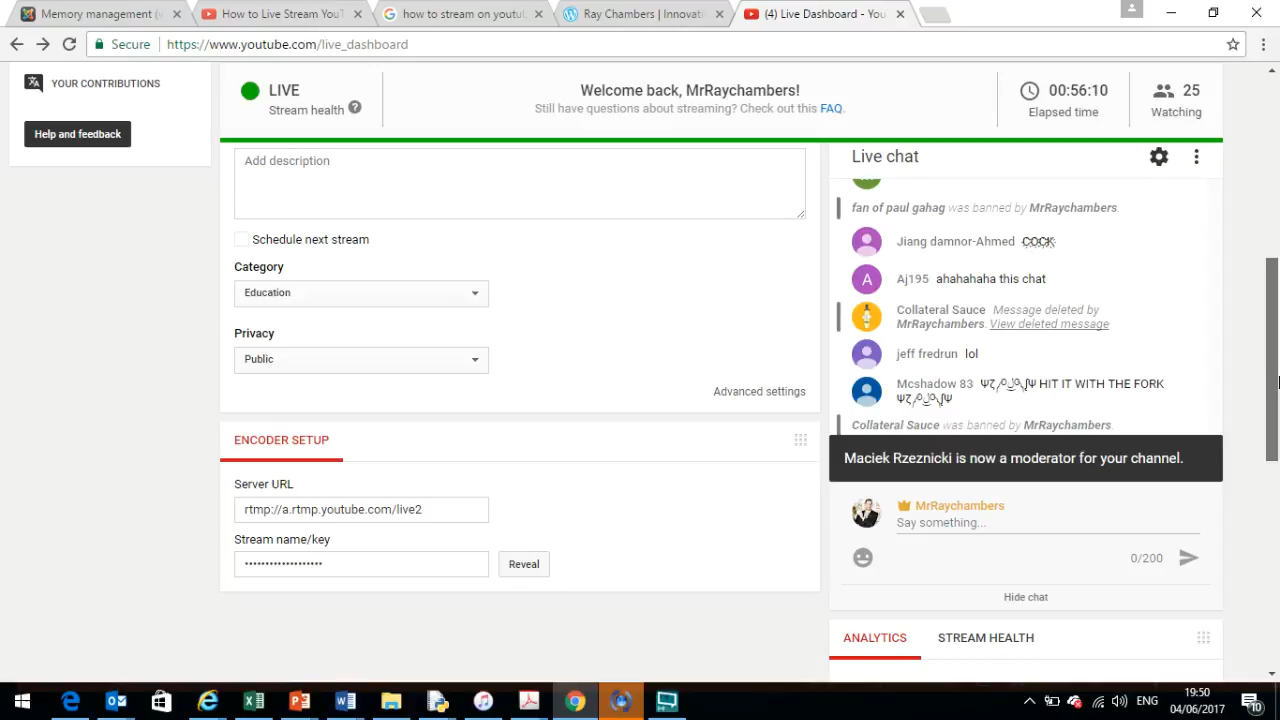 Memory management (v
How to Live Stream YouT
how to stream on youtul
Ray Chambers | Innovati
(4) Live Dashboard - You
Secure
https://www.youtube.com/live_dashboard
YOUR CONTRIBUTIONS
Help and feedback
LIVE
Stream health
Welcome back, MrRaychambers!
Still have questions about streaming? Check out this FAQ.
00:56:10
Elapsed time
25
Watching
Add description
Schedule next stream
Category
Education
Privacy
Public
Advanced settings
ENCODER SETUP
Server URL
rtmp://a.rtmp.youtube.com/live2
Stream name/key
•••••••••••••••••••
Reveal
Live chat
fan of paul gahag was banned by MrRaychambers.
Jiang damnor-Ahmed COCK
A
Aj195 ahahahaha this chat
Collateral Sauce Message deleted by
MrRaychambers. View deleted message
jeff fredrun lol
Mcshadow 83 HIT IT WITH THE FORK
Collateral Sauce was banned by MrRaychambers.
Maciek Rzeznicki is now a moderator for your channel.
MrRaychambers
Say something...
0/200
Hide chat
ANALYTICS
STREAM HEALTH
ENG
19:50
04/06/2017
10